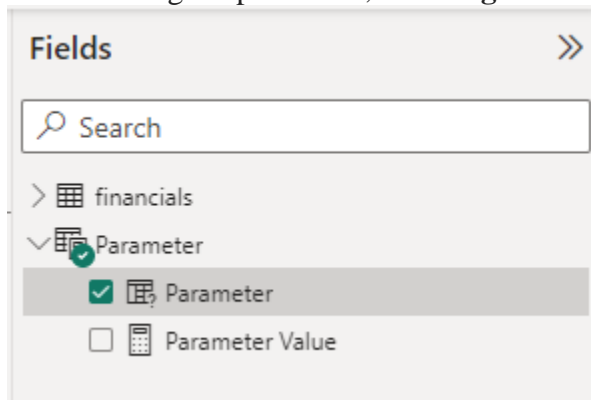 Fields
Search
financials
Parameter
Parameter
Parameter Value